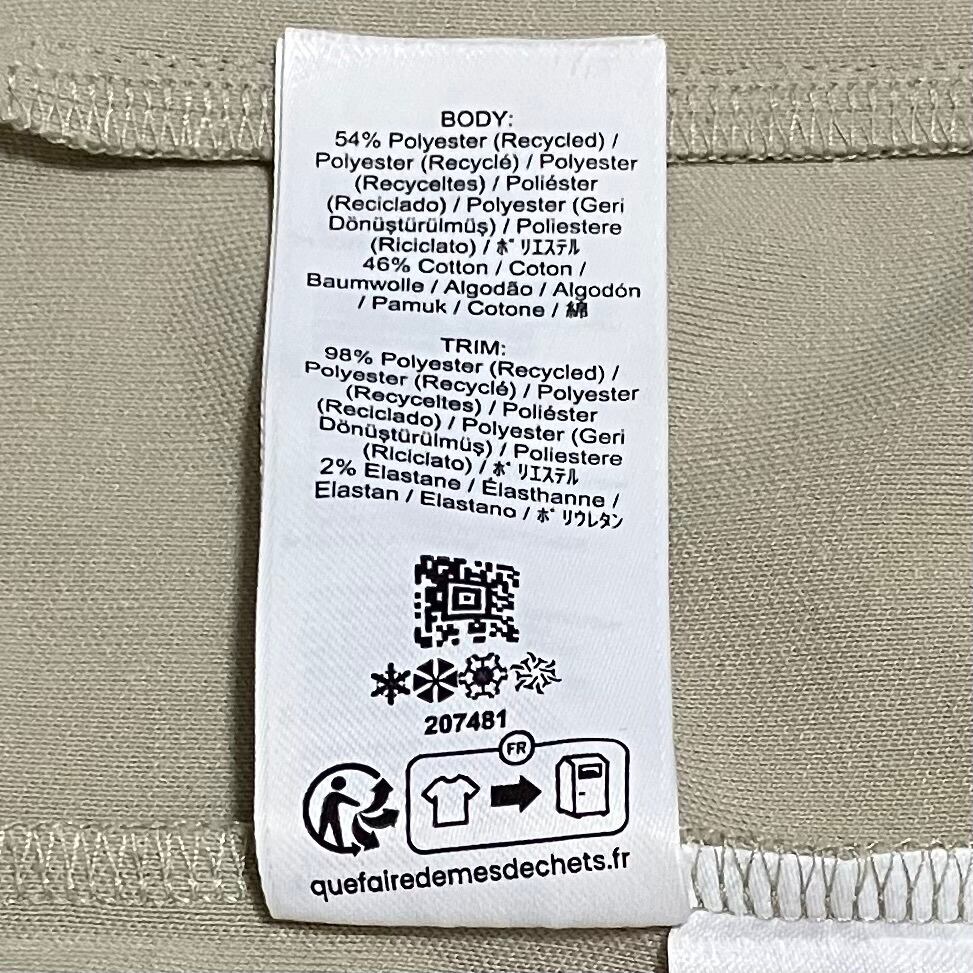 BODY:
54% Polyester (Recycled) /
Polyester (Recyclé) / Polyester
(Recyceltes) / Poliéster
(Reciclado) / Polyester (Geri
Dönüştürülmüş) / Poliestere
(Riciclato) / ポリエステル
46% Cotton / Coton /
Baumwolle / Algodão / Algodón
/ Pamuk / Cotone / 綿
TRIM:
98% Polyester (Recycled) /
Polyester (Recyclé) / Polyester
(Recyceltes) / Poliéster
(Reciclado) / Polyester (Geri
Dönüştürülmüş) / Poliestere
(Riciclato) / ポリエステル
2% Elastane / Élasthanne /
Elastan / Elastano / ポリウレタン
207481
FR
quefairedemesdechets.fr